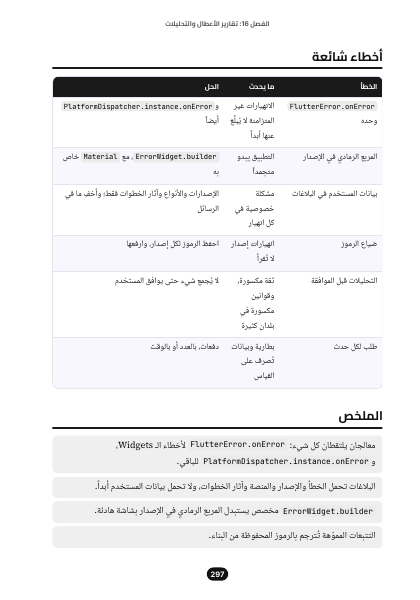 الفصل 16: تقارير الأعطال والتحليلات
أخطاء شائعة
الخطأ ما يحدث الحل
FlutterError.onError وحده الانهيارات غير المتزامنة لا يُبلَّغ عنها أبداً و PlatformDispatcher.instance.onError أيضاً
المربع الرمادي في الإصدار التطبيق يبدو متجمداً ErrorWidget.builder، مع Material خاص به
بيانات المستخدم في البلاغات مشكلة خصوصية في كل انهيار الإصدارات والأنواع وآثار الخطوات فقط؛ وأخفِ ما في الرسائل
ضياع الرموز انهيارات إصدار لا تُقرأ احفظ الرموز لكل إصدار، وارفعها
التحليلات قبل الموافقة ثقة مكسورة، وقوانين مكسورة في بلدان كثيرة لا يُجمع شيء حتى يوافق المستخدم
طلب لكل حدث بطارية وبيانات تُصرف على القياس دفعات، بالعدد أو بالوقت
الملخص
معالجان يلتقطان كل شيء: FlutterError.onError لأخطاء الـ Widgets،
و PlatformDispatcher.instance.onError للباقي.
البلاغات تحمل الخطأ والإصدار والمنصة وآثار الخطوات، ولا تحمل بيانات المستخدم أبداً.
ErrorWidget.builder مخصص يستبدل المربع الرمادي في الإصدار بشاشة هادئة.
التتبعات المموّهة تُترجم بالرموز المحفوظة من البناء.
297